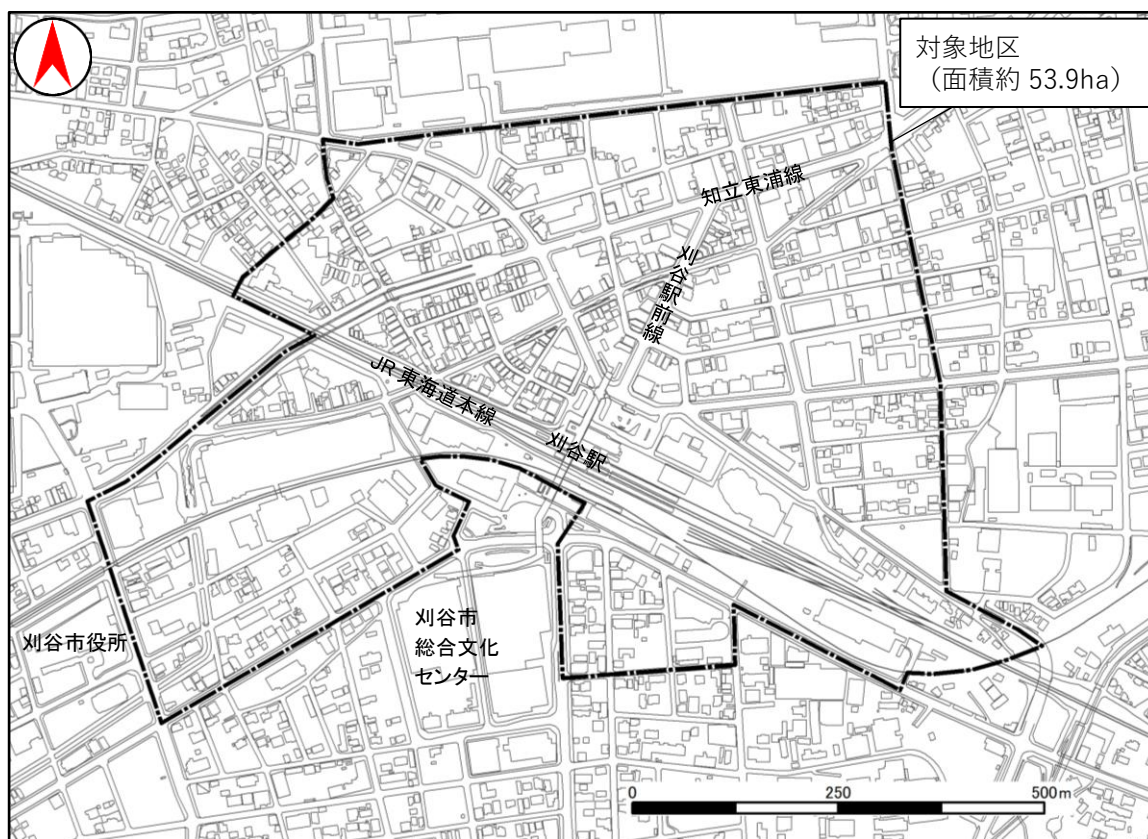 対象地区
（面積約 53.9ha）
知立東浦線
刈谷駅前線
JR 東海道本線
刈谷駅
刈谷市役所
刈谷市
総合文化
センター
0 250 500m